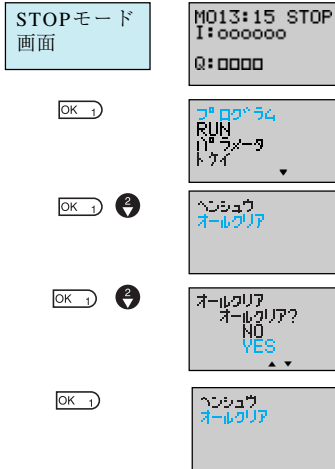 STOPモード
画面
MO13:15 STOP
I:oooooo
Q:□□□□
OK 1)
プログラム
RUN
パラメータ
トケイ
▼
OK 1) 2
ヘンシュウ
オールクリア
OK 1) 2
オールクリア
オールクリア?
NO
YES
▲ ▼
OK 1)
ヘンシュウ
オールクリア